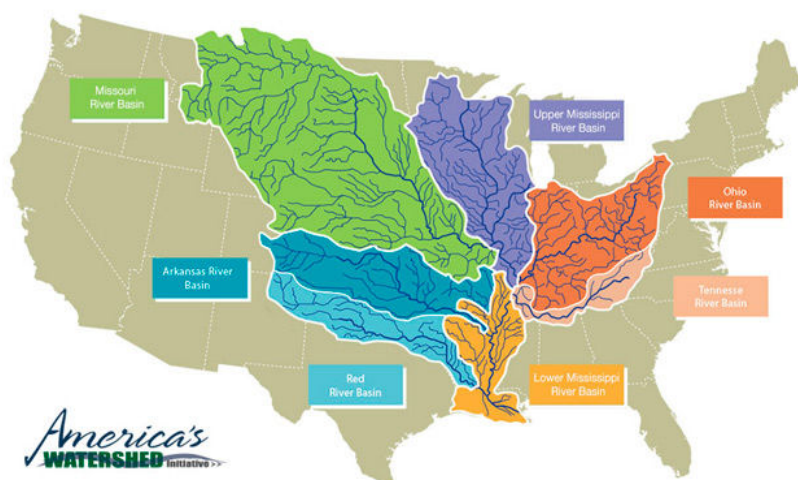 Missouri
River Basin
Upper Mississippi
River Basin
Ohio
River Basin
Arkansas River
Basin
Tennesse
River Basin
Red
River Basin
Lower Mississippi
River Basin
America's
WATERSHED
initiative>>